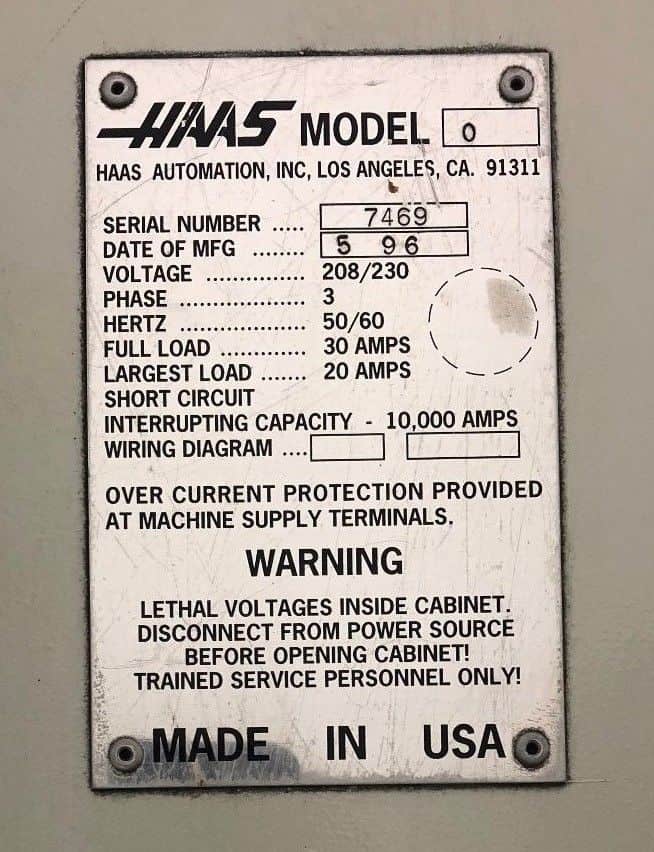 HAAS MODEL 0
HAAS AUTOMATION, INC, LOS ANGELES, CA. 91311
SERIAL NUMBER ..... 7469
DATE OF MFG ........ 5 96
VOLTAGE ................ 208/230
PHASE .................... 3
HERTZ .................... 50/60
FULL LOAD ............. 30 AMPS
LARGEST LOAD ....... 20 AMPS
SHORT CIRCUIT
INTERRUPTING CAPACITY - 10,000 AMPS
WIRING DIAGRAM ....
OVER CURRENT PROTECTION PROVIDED
AT MACHINE SUPPLY TERMINALS.
WARNING
LETHAL VOLTAGES INSIDE CABINET.
DISCONNECT FROM POWER SOURCE
BEFORE OPENING CABINET!
TRAINED SERVICE PERSONNEL ONLY!
MADE IN USA